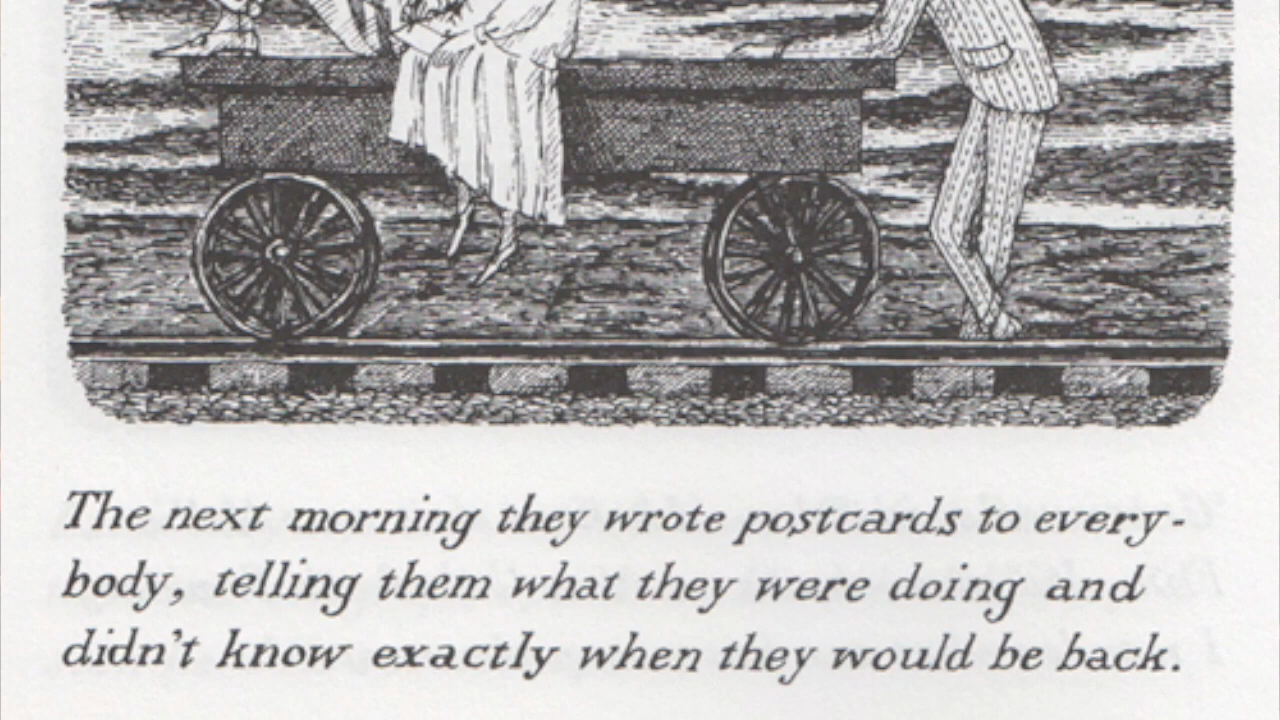 The next morning they wrote postcards to every-
body, telling them what they were doing and
didn't know exactly when they would be back.